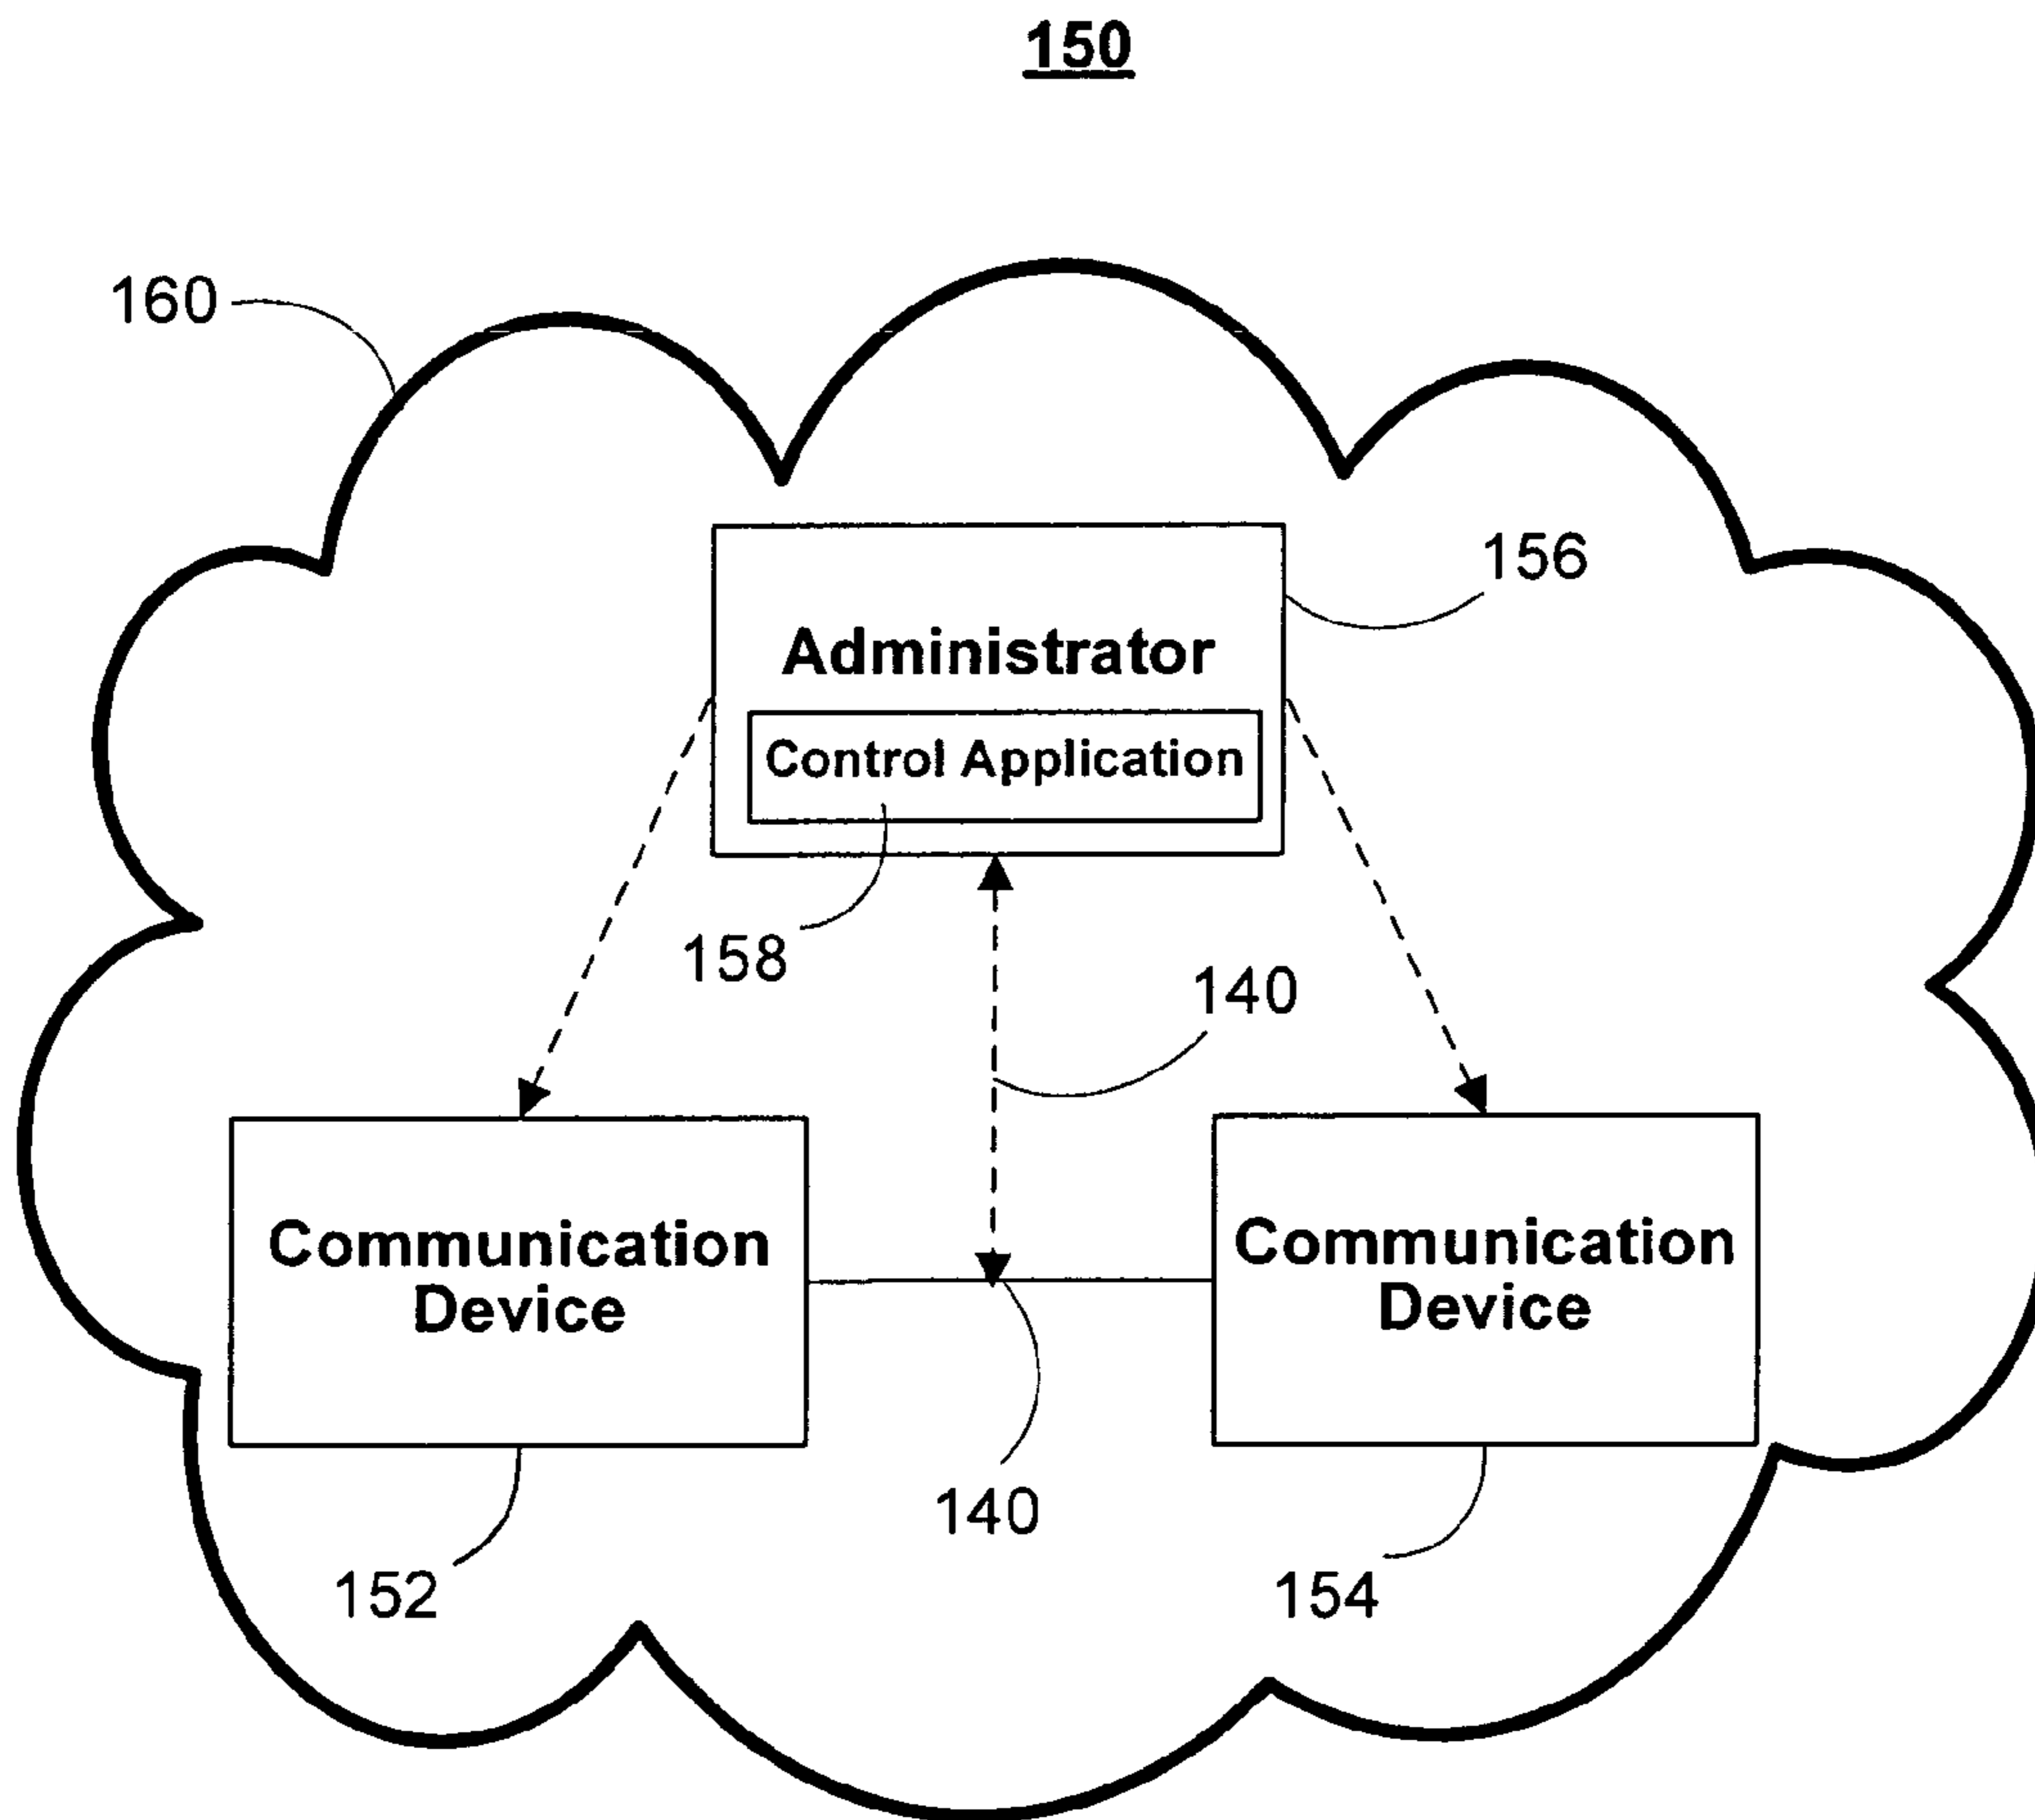 150
160
156
Administrator
Control Application
158
140
Communication
Device
Communication
Device
140
152
154